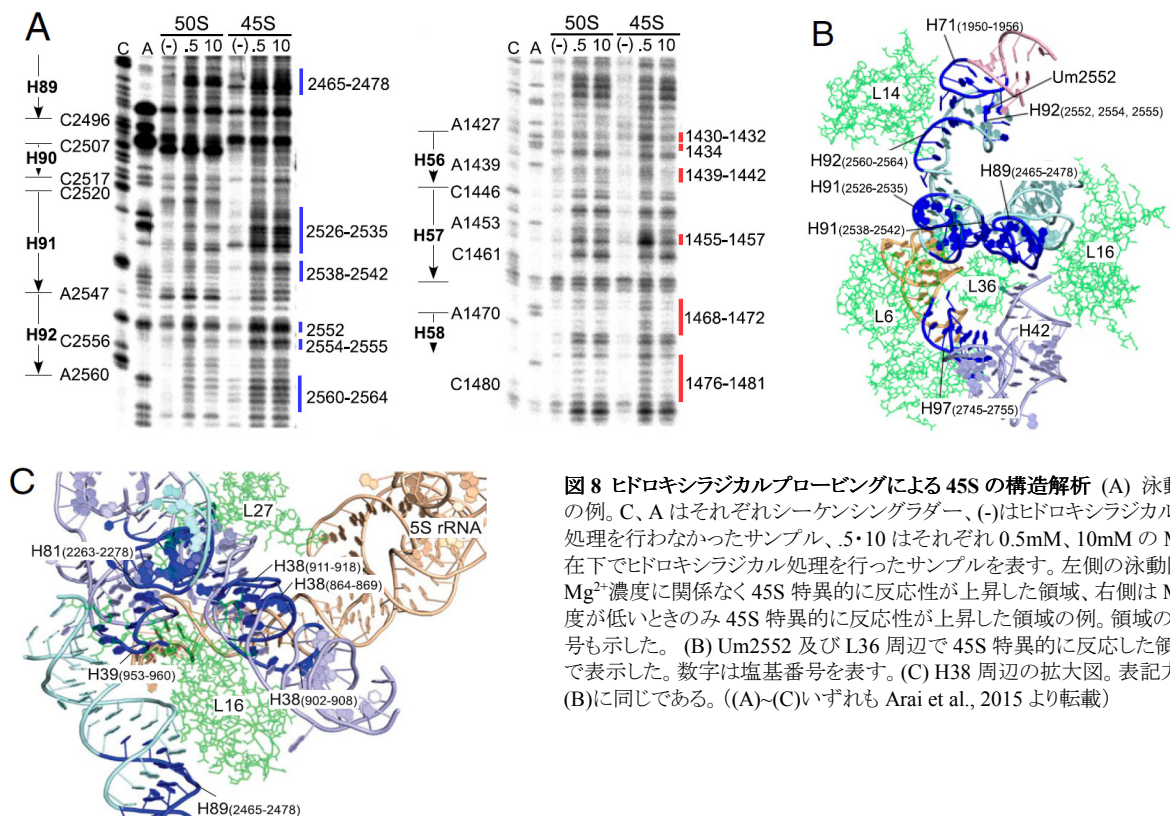 A
50S
45S
C
A
(-)
.5
10
(-)
.5
10
H89
C2496
C2507
H90
C2517
C2520
H91
A2547
H92
C2556
A2560
2465-2478
2526-2535
2538-2542
2552
2554-2555
2560-2564
50S
45S
C
A
(-)
.5
10
(-)
.5
10
A1427
H56
A1439
C1446
A1453
H57
C1461
A1470
H58
C1480
1430-1432
1434
1439-1442
1455-1457
1468-1472
1476-1481
B
H71(1950-1956)
Um2552
L14
H92(2552, 2554, 2555)
H92(2560-2564)
H89(2465-2478)
H91(2526-2535)
H91(2538-2542)
L16
L36
L6
H42
H97(2745-2755)
C
L27
5S rRNA
H81(2263-2278)
H38(911-918)
H38(864-869)
H39(953-960)
L16
H38(902-908)
H89(2465-2478)
図 8 ヒドロキシラジカルプロービングによる 45S の構造解析 (A) 泳動
の例。C、A はそれぞれシーケンシングラダー、(-)はヒドロキシラジカル
処理を行わなかったサンプル、.5・10 はそれぞれ 0.5mM、10mM の M
在下でヒドロキシラジカル処理を行ったサンプルを表す。左側の泳動
Mg²⁺濃度に関係なく 45S 特異的に反応性が上昇した領域、右側は M
度が低いときのみ 45S 特異的に反応性が上昇した領域の例。領域の
号も示した。 (B) Um2552 及び L36 周辺で 45S 特異的に反応した領
で表示した。数字は塩基番号を表す。(C) H38 周辺の拡大図。表記
(B)に同じである。((A)~(C)いずれも Arai et al., 2015 より転載)